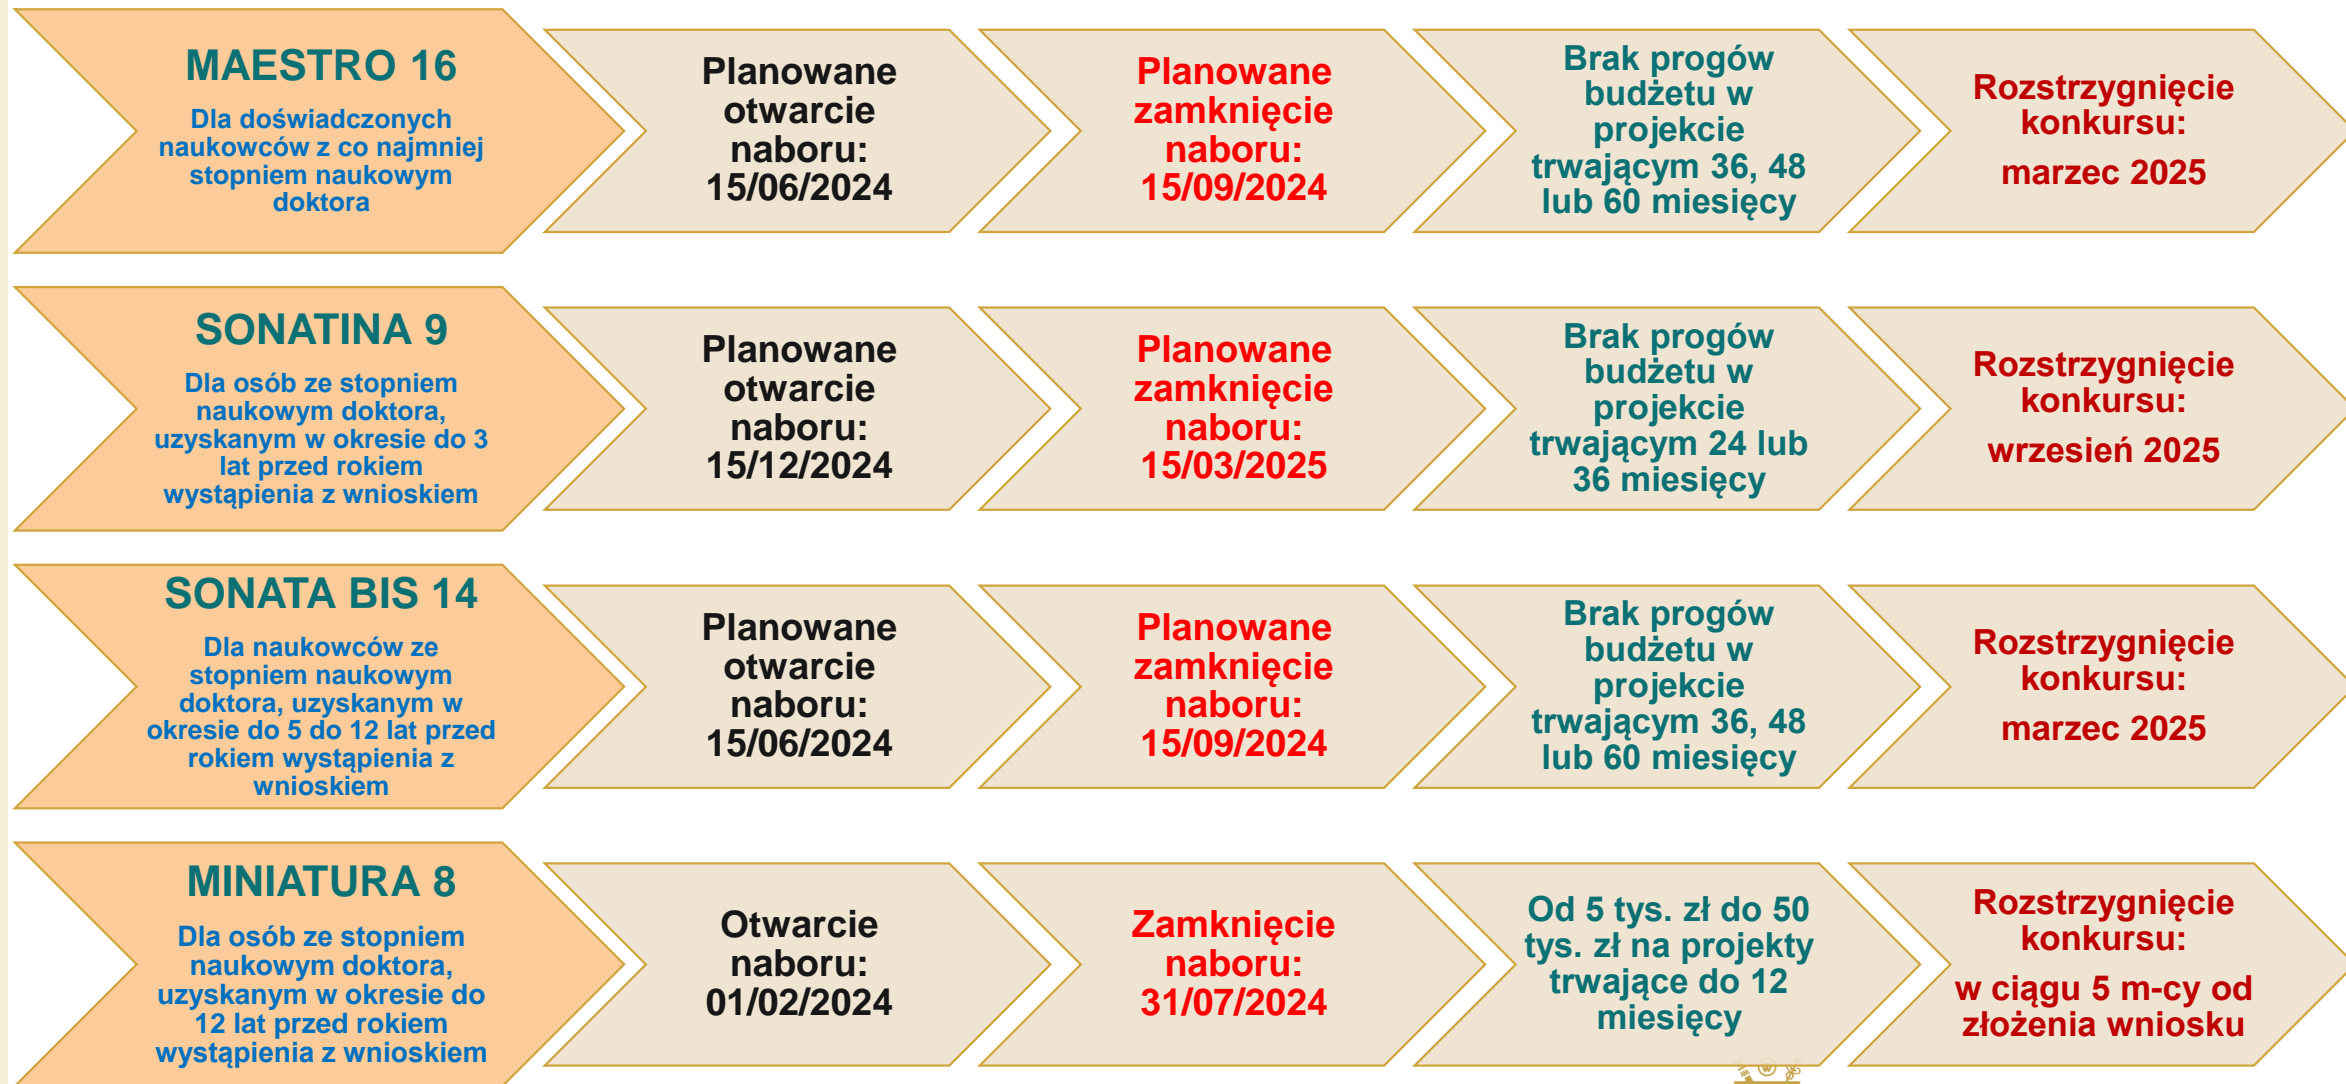 MAESTRO 16
Dla doświadczonych
naukowców z co najmniej
stopniem naukowym
doktora
Planowane
otwarcie
naboru:
15/06/2024
Planowane
zamknięcie
naboru:
15/09/2024
Brak progów
budżetu w
projekcie
trwającym 36, 48
lub 60 miesięcy
Rozstrzygnięcie
konkursu:
marzec 2025
SONATINA 9
Dla osób ze stopniem
naukowym doktora,
uzyskanym w okresie do 3
lat przed rokiem
wystąpienia z wnioskiem
Planowane
otwarcie
naboru:
15/12/2024
Planowane
zamknięcie
naboru:
15/03/2025
Brak progów
budżetu w
projekcie
trwającym 24 lub
36 miesięcy
Rozstrzygnięcie
konkursu:
wrzesień 2025
SONATA BIS 14
Dla naukowców ze
stopniem naukowym
doktora, uzyskanym w
okresie do 5 do 12 lat przed
rokiem wystąpienia z
wnioskiem
Planowane
otwarcie
naboru:
15/06/2024
Planowane
zamknięcie
naboru:
15/09/2024
Brak progów
budżetu w
projekcie
trwającym 36, 48
lub 60 miesięcy
Rozstrzygnięcie
konkursu:
marzec 2025
MINIATURA 8
Dla osób ze stopniem
naukowym doktora,
uzyskanym w okresie do
12 lat przed rokiem
wystąpienia z wnioskiem
Otwarcie
naboru:
01/02/2024
Zamknięcie
naboru:
31/07/2024
Od 5 tys. zł do 50
tys. zł na projekty
trwające do 12
miesięcy
Rozstrzygnięcie
konkursu:
w ciągu 5 m-cy od
złożenia wniosku